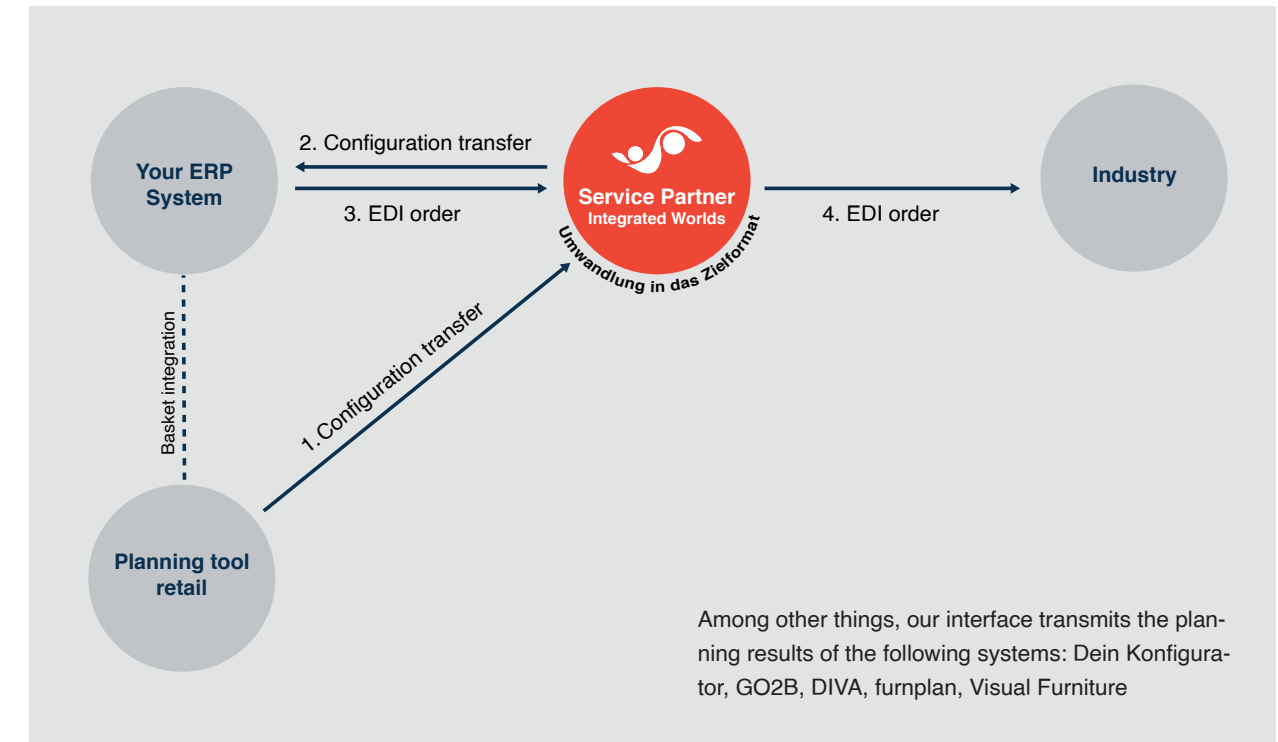 Your ERP
System
2. Configuration transfer
3. EDI order
Service Partner
Integrated Worlds
Umwandlung in das Zielformat
4. EDI order
Industry
Basket integration
1. Configuration transfer
Planning tool
retail
Among other things, our interface transmits the plan-
ning results of the following systems: Dein Konfigura-
tor, GO2B, DIVA, furnplan, Visual Furniture